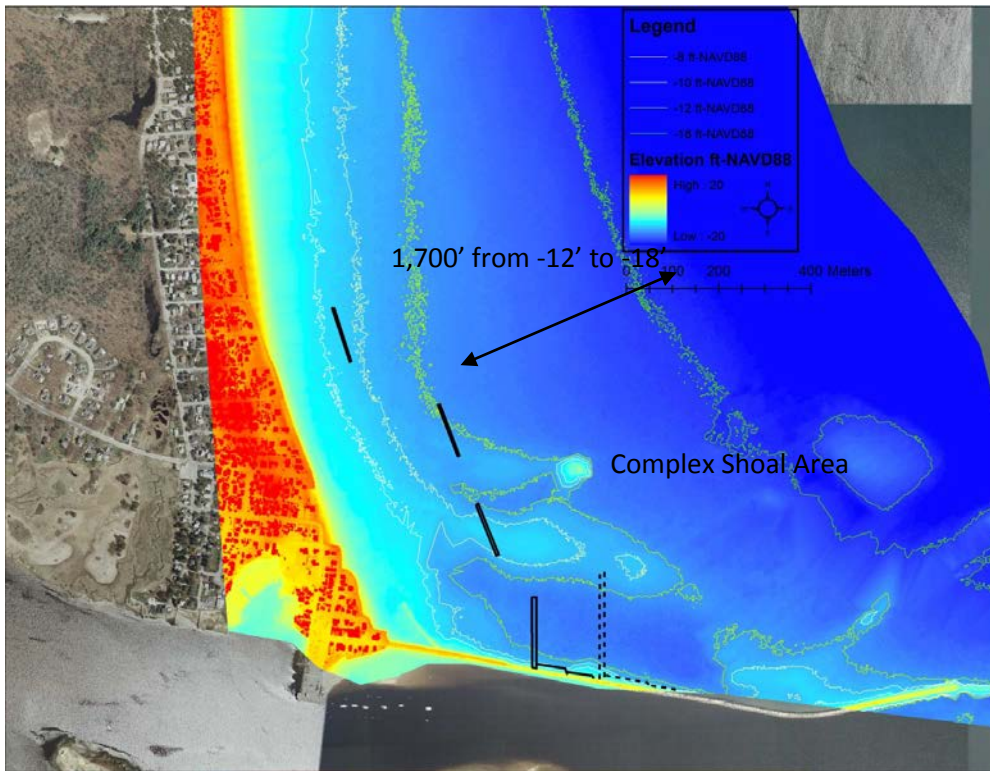 Legend
-8 ft-NAVD88
-10 ft-NAVD88
-12 ft-NAVD88
-18 ft-NAVD88
Elevation ft-NAVD88
High : 20
Low : -20
1,700’ from -12’ to -18’
0 100 200 400 Meters
Complex Shoal Area